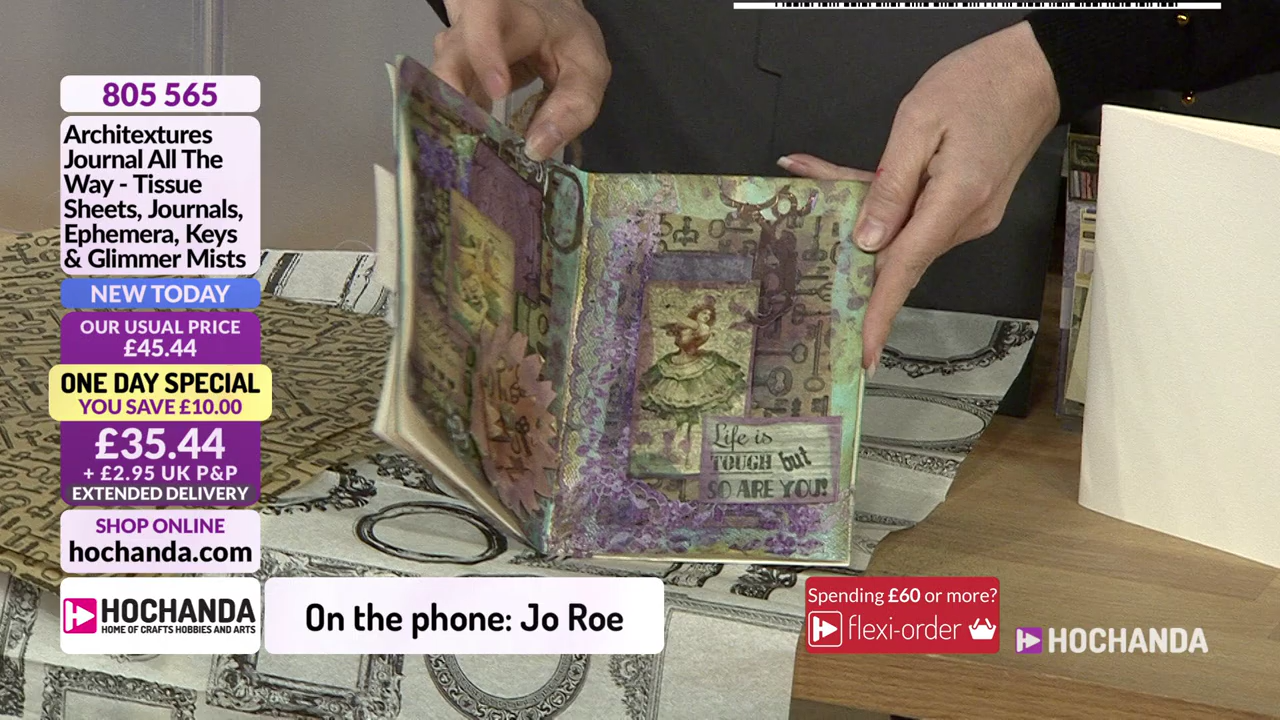 805 565
Architextures
Journal All The
Way - Tissue
Sheets, Journals,
Ephemera, Keys
& Glimmer Mists
NEW TODAY
OUR USUAL PRICE
£45.44
ONE DAY SPECIAL
YOU SAVE £10.00
£35.44
+ £2.95 UK P&P
EXTENDED DELIVERY
SHOP ONLINE
hochanda.com
HOCHANDA
HOME OF CRAFTS HOBBIES AND ARTS
On the phone: Jo Roe
Life is
TOUGH but
SO ARE YOU!
Spending £60 or more?
flexi-order
HOCHANDA